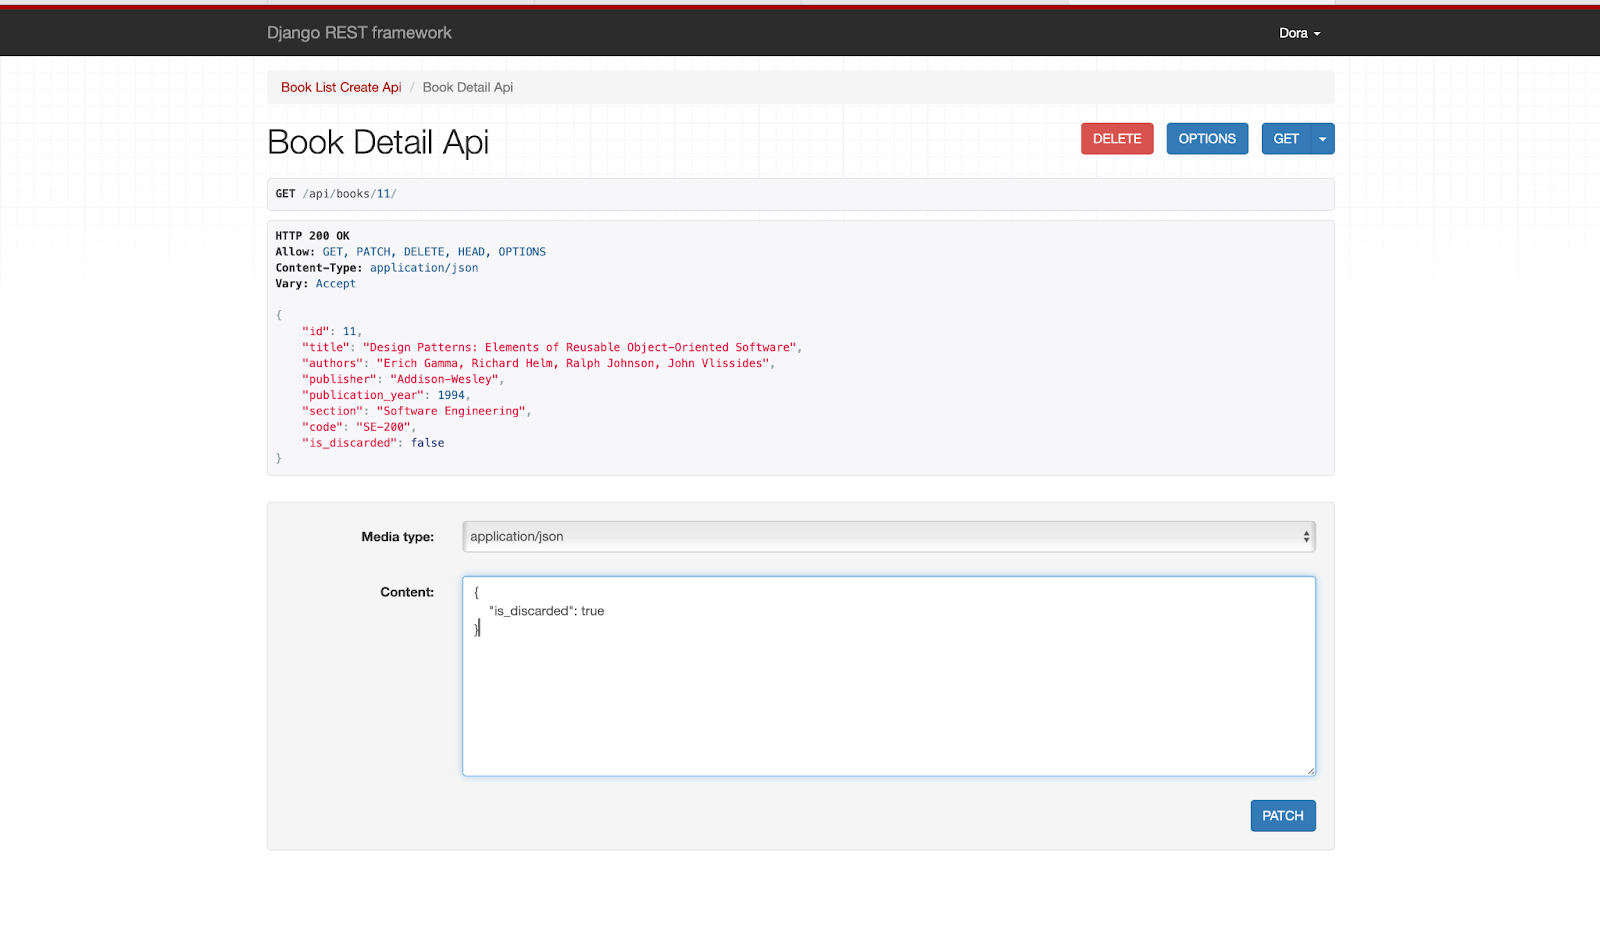 Django REST framework
Dora
Book List Create Api / Book Detail Api
Book Detail Api
DELETE
OPTIONS
GET
GET /api/books/11/
HTTP 200 OK
Allow: GET, PATCH, DELETE, HEAD, OPTIONS
Content-Type: application/json
Vary: Accept
{
    "id": 11,
    "title": "Design Patterns: Elements of Reusable Object-Oriented Software",
    "authors": "Erich Gamma, Richard Helm, Ralph Johnson, John Vlissides",
    "publisher": "Addison-Wesley",
    "publication_year": 1994,
    "section": "Software Engineering",
    "code": "SE-200",
    "is_discarded": false
}
Media type:
application/json
Content:
{
    "is_discarded": true
}
PATCH